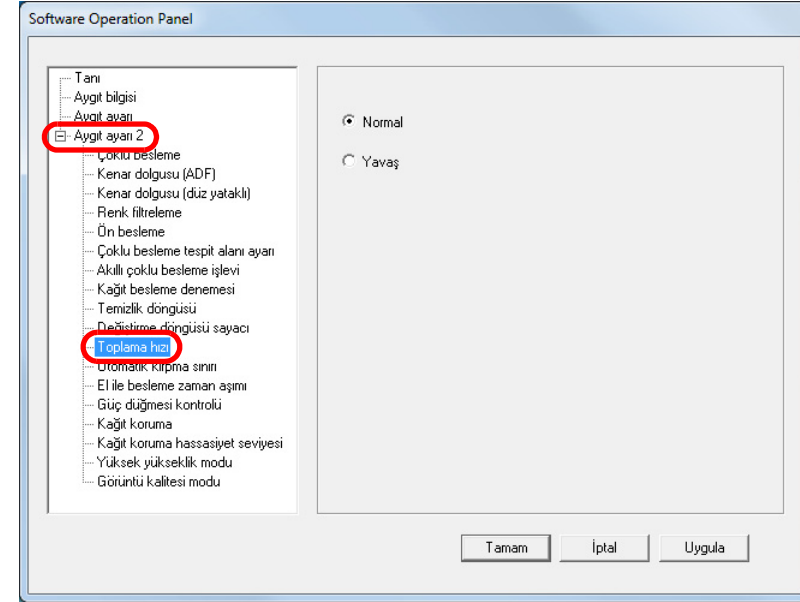 Software Operation Panel
Tanı
Aygıt bilgisi
Aygıt ayarı
Aygıt ayarı 2
Çoklu besleme
Kenar dolgusu (ADF)
Kenar dolgusu (düz yataklı)
Renk filtreleme
Ön besleme
Çoklu besleme tespit alanı ayarı
Akıllı çoklu besleme işlevi
Kağıt besleme denemesi
Temizlik döngüsü
Değiştirme döngüsü sayacı
Toplama hızı
Otomatik kırpma sınırı
El ile besleme zaman aşımı
Güç düğmesi kontrolü
Kağıt koruma
Kağıt koruma hassasiyet seviyesi
Yüksek yükseklik modu
Görüntü kalitesi modu
Normal
Yavaş
Tamam İptal Uygula